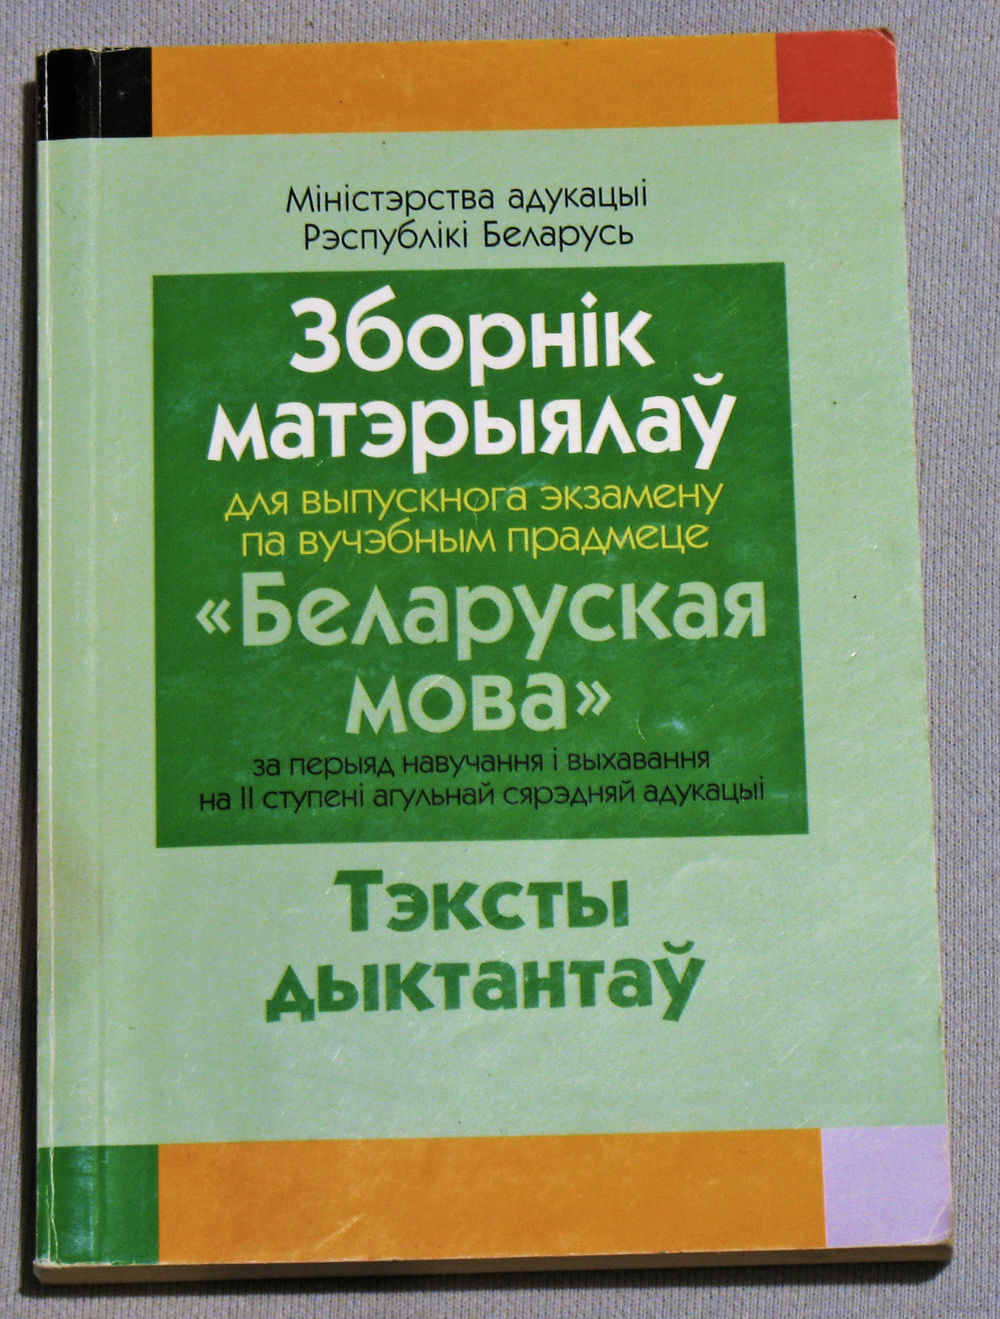 Міністэрства адукацыі
Рэспублікі Беларусь
Зборнік
матэрыялаў
для выпускнога экзамену
па вучэбным прадмеце
«Беларуская
мова»
за перыяд навучання і выхавання
на II ступені агульнай сярэдняй адукацыі
Тэксты
дыктантаў